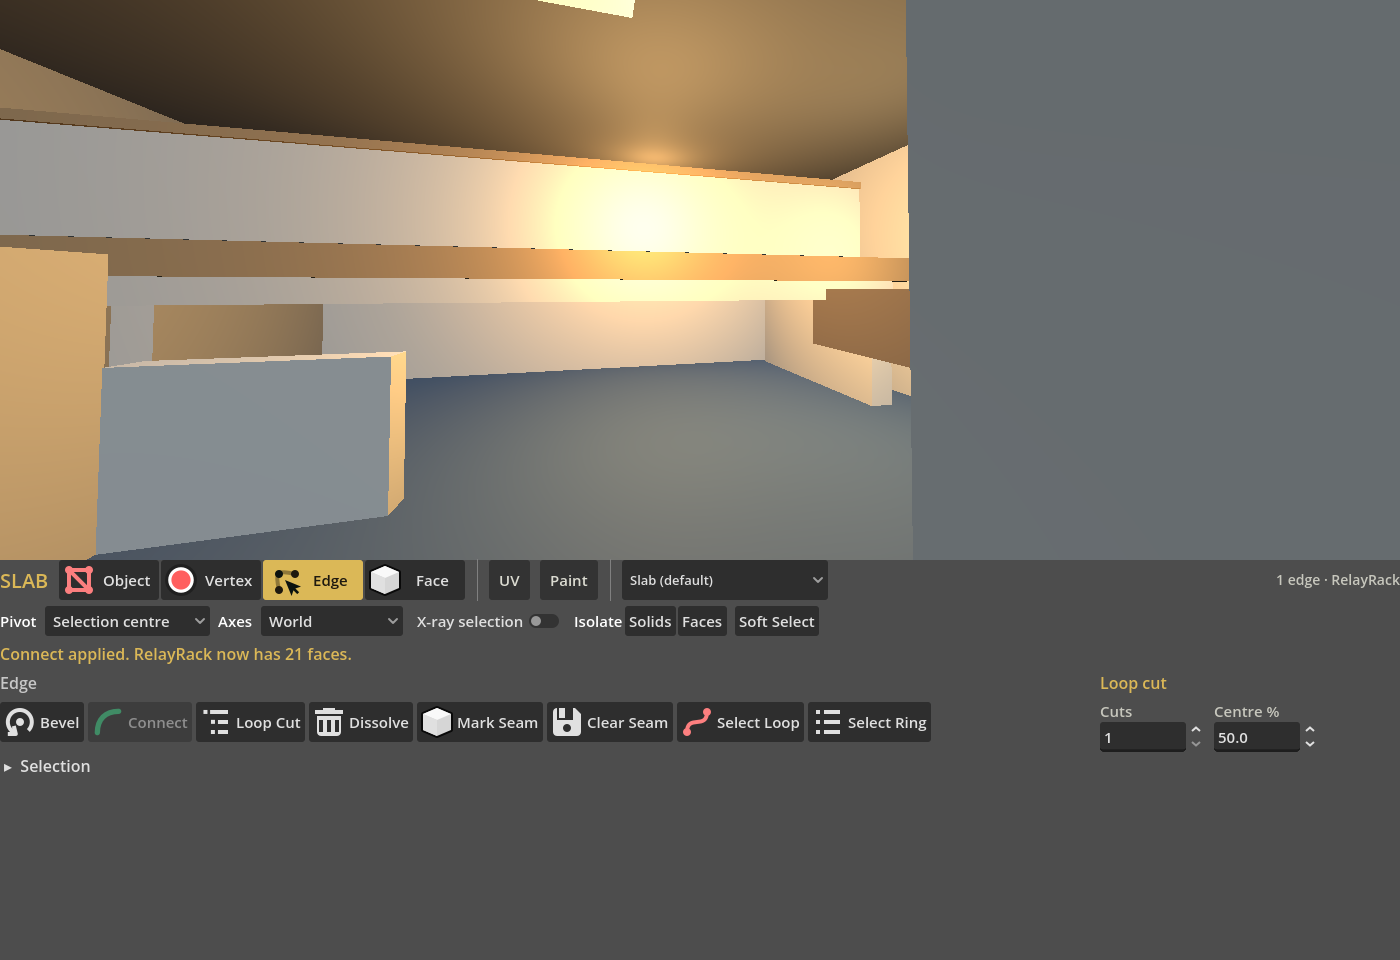 SLAB Object Vertex Edge Face UV Paint Slab (default) 1 edge · RelayRack
Pivot Selection centre Axes World X-ray selection Isolate Solids Faces Soft Select
Connect applied. RelayRack now has 21 faces.
Edge Loop cut
Cuts Centre %
Bevel Connect Loop Cut Dissolve Mark Seam Clear Seam Select Loop Select Ring
1 50.0
Selection